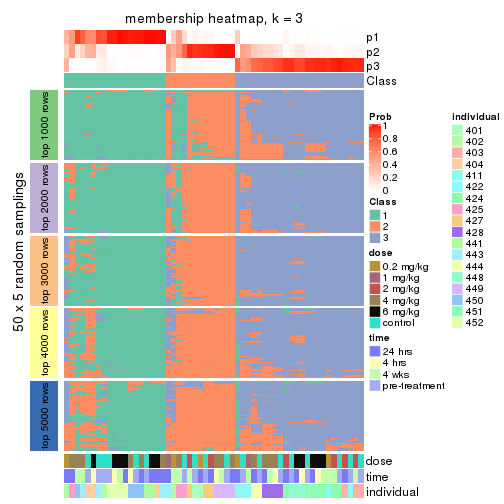 membership heatmap, k = 3
p1
p2
p3
Class
50 x 5 random samplings
top 1000 rows
top 2000 rows
top 3000 rows
top 4000 rows
top 5000 rows
dose
time
individual
Prob
1
0.8
0.6
0.4
0.2
0
Class
1
2
3
dose
0.2 mg/kg
1 mg/kg
2 mg/kg
4 mg/kg
6 mg/kg
control
time
24 hrs
4 hrs
4 wks
pre-treatment
individual
401
402
403
404
411
422
424
425
427
428
441
443
444
448
449
450
451
452